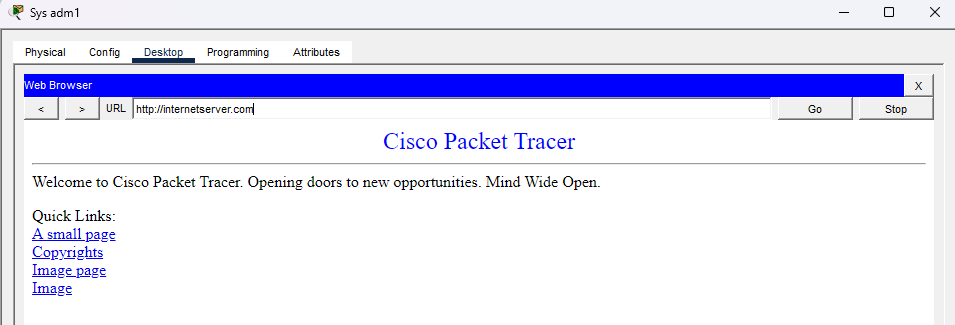 Sys adm1
Physical Config Desktop Programming Attributes
Web Browser X
< > URL http://internetserver.com Go Stop
Cisco Packet Tracer
Welcome to Cisco Packet Tracer. Opening doors to new opportunities. Mind Wide Open.
Quick Links:
A small page
Copyrights
Image page
Image